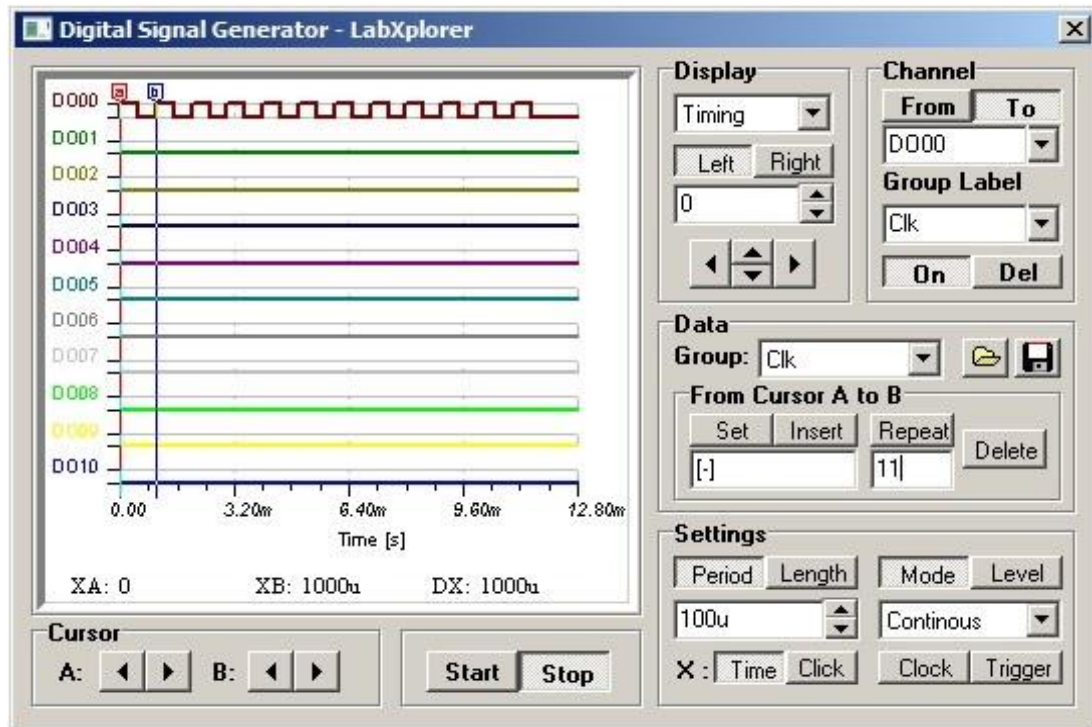 Digital Signal Generator - LabXplorer
a b
DO00
DO01
DO02
DO03
DO04
DO05
DO06
DO07
DO08
DO09
DO10
0.00 3.20m 6.40m 9.60m 12.80m
Time [s]
XA: 0 XB: 1000u DX: 1000u
Cursor
A: B:
Start Stop
Display
Timing
Left Right
0
Channel
From To
DO00
Group Label
Clk
On Del
Data
Group: Clk
From Cursor A to B
Set Insert Repeat
[-] 11
Delete
Settings
Period Length Mode Level
100u Continous
X : Time Click Clock Trigger